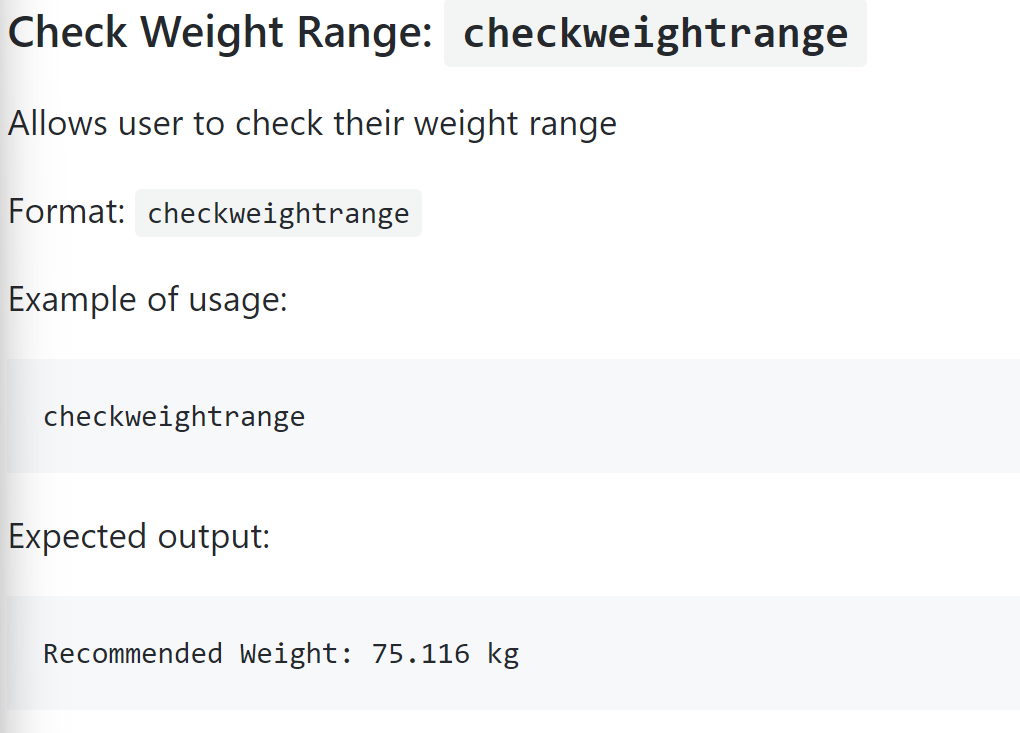 Check Weight Range: checkweightrange
Allows user to check their weight range
Format: checkweightrange
Example of usage:
checkweightrange
Expected output:
Recommended Weight: 75.116 kg